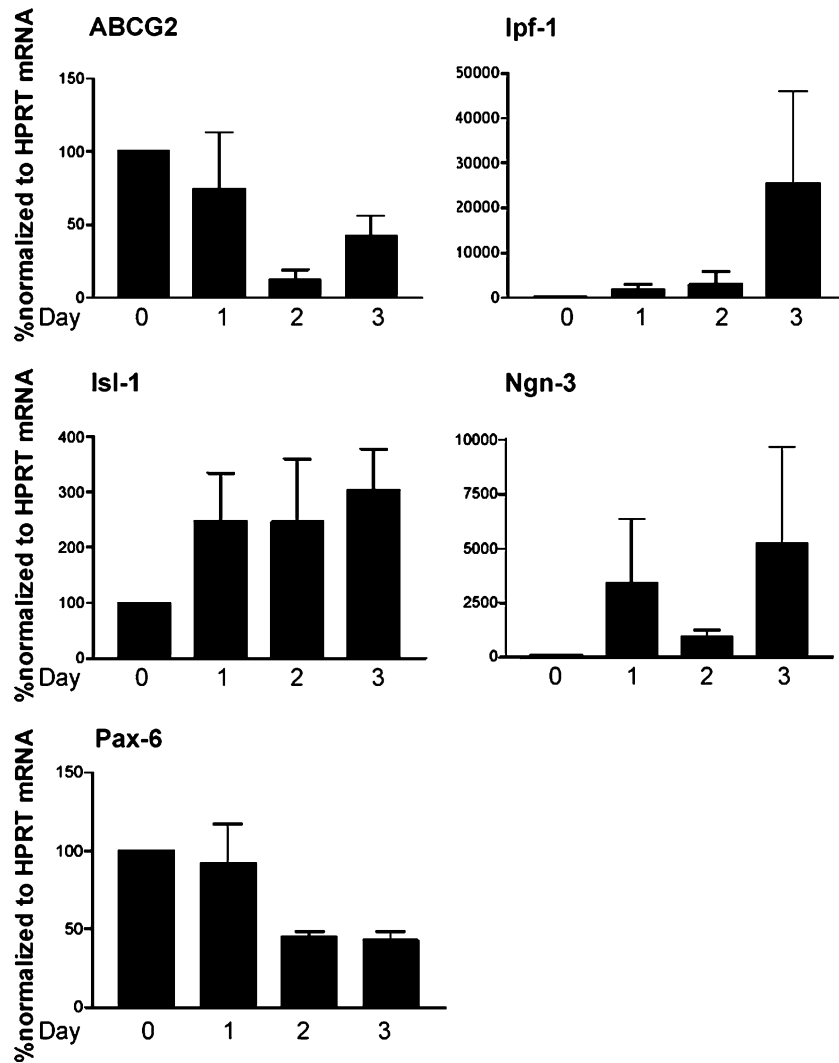 ABCG2
%normalized to HPRT mRNA
150
100
50
0
Day 0 1 2 3
Ipf-1
50000
40000
30000
20000
10000
0
0 1 2 3
Isl-1
%normalized to HPRT mRNA
400
300
200
100
0
Day 0 1 2 3
Ngn-3
10000
7500
5000
2500
0
0 1 2 3
Pax-6
%normalized to HPRT mRNA
150
100
50
0
Day 0 1 2 3